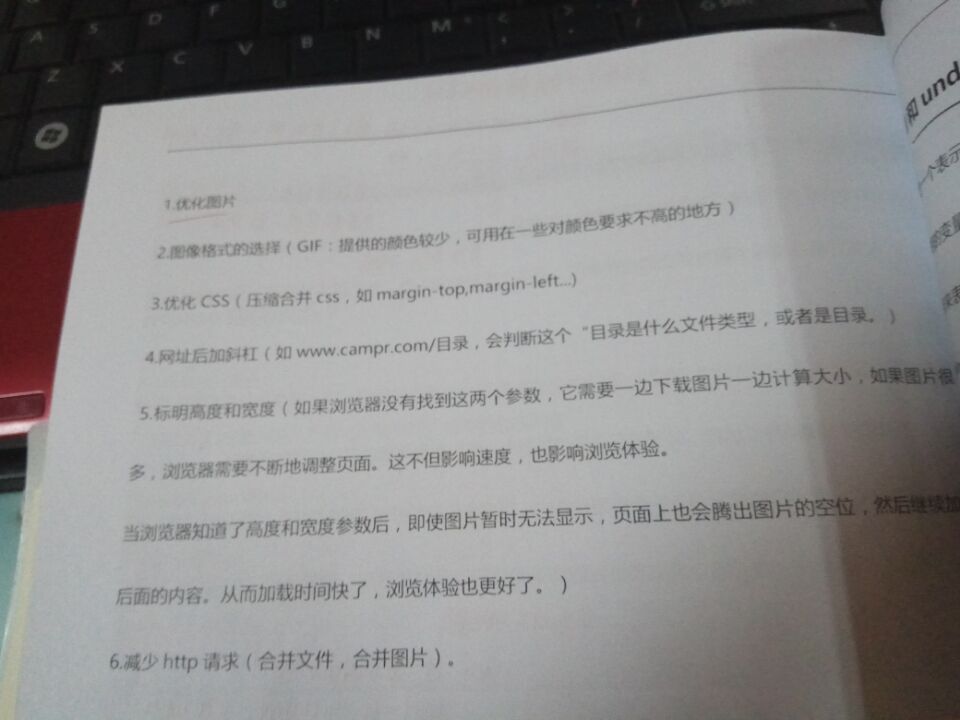 A S D F G H J
Z X C V B N M
G
1.优化图片
2.图像格式的选择（GIF：提供的颜色较少，可用在一些对颜色要求不高的地方）
3.优化 CSS（压缩合并 css，如 margin-top,margin-left...）
4.网址后加斜杠（如 www.campr.com/目录，会判断这个“目录是什么文件类型，或者是目录。）
5.标明高度和宽度（如果浏览器没有找到这两个参数，它需要一边下载图片一边计算大小，如果图片很
多，浏览器需要不断地调整页面。这不但影响速度，也影响浏览体验。
当浏览器知道了高度和宽度参数后，即使图片暂时无法显示，页面上也会腾出图片的空位，然后继续加
后面的内容。从而加载时间快了，浏览体验也更好了。）
6.减少 http 请求（合并文件，合并图片）。
和 und
一个表示
的变量